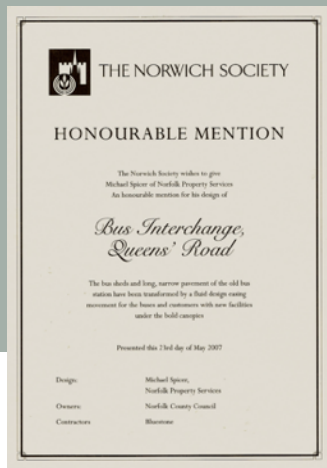 THE NORWICH SOCIETY
HONOURABLE MENTION
The Norwich Society wishes to give
Michael Spicer of Norfolk Property Services
An honourable mention for his design of
Bus Interchange,
Queens' Road
The bus sheds and long, narrow pavement of the old bus
station have been transformed by a fluid design easing
movement for the buses and customers with new facilities
under the bold canopies
Presented this 23rd day of May 2007
Design: Michael Spicer,
Norfolk Property Services
Owners: Norfolk County Council
Contractors Bluestone